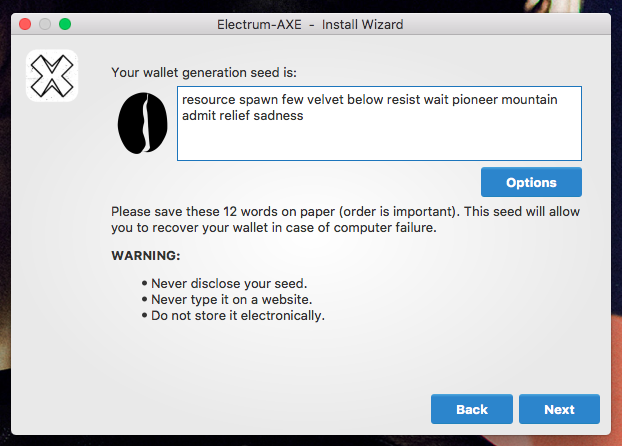 Electrum-AXE - Install Wizard
Your wallet generation seed is:
resource spawn few velvet below resist wait pioneer mountain
admit relief sadness
Options
Please save these 12 words on paper (order is important). This seed will allow
you to recover your wallet in case of computer failure.
WARNING:
• Never disclose your seed.
• Never type it on a website.
• Do not store it electronically.
Back Next